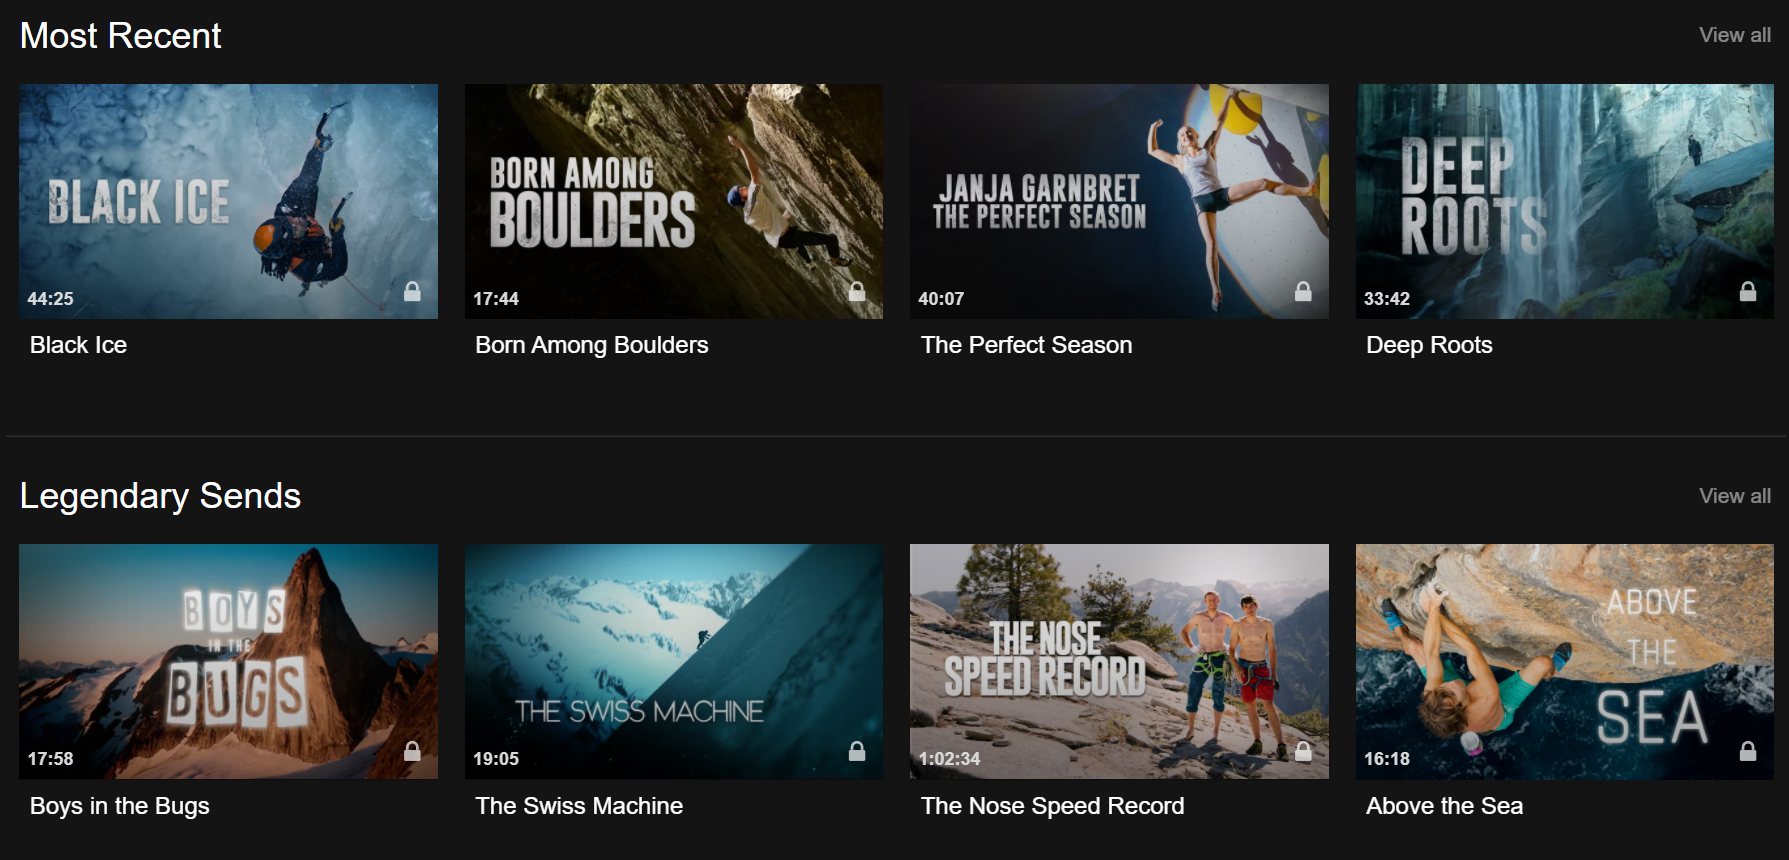 Most Recent
View all
BLACK ICE
44:25
Black Ice
BORN AMONG
BOULDERS
17:44
Born Among Boulders
JANJA GARNBRET
THE PERFECT SEASON
40:07
The Perfect Season
DEEP
ROOTS
33:42
Deep Roots
Legendary Sends
View all
BOYS
IN THE
BUGS
17:58
Boys in the Bugs
THE SWISS MACHINE
19:05
The Swiss Machine
THE NOSE
SPEED RECORD
1:02:34
The Nose Speed Record
ABOVE
THE
SEA
16:18
Above the Sea